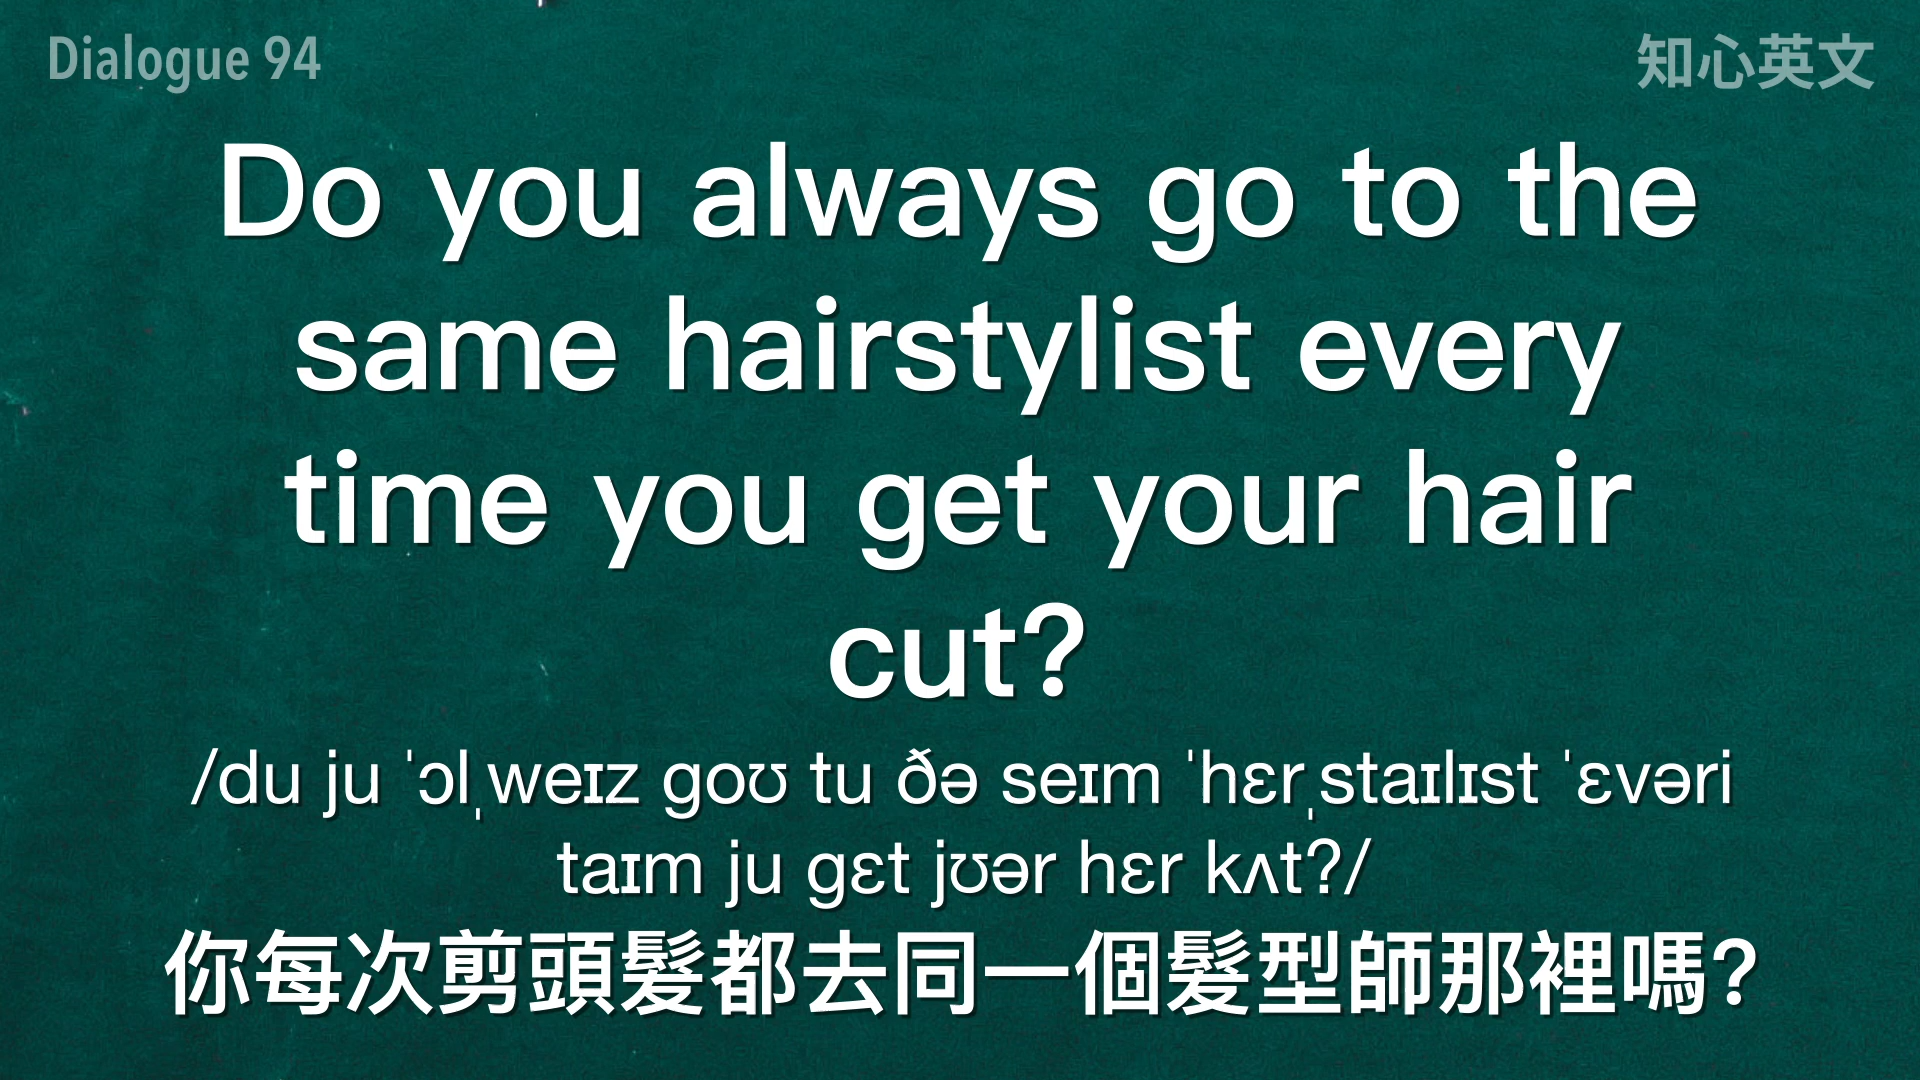 Dialogue 94
知心英文
Do you always go to the
same hairstylist every
time you get your hair
cut?
/du ju ˈɔlˌweɪz goʊ tu ðə seɪm ˈhɛrˌstaɪlɪst ˈɛvəri
taɪm ju gɛt jʊər hɛr kʌt?/
你每次剪頭髮都去同一個髮型師那裡嗎?